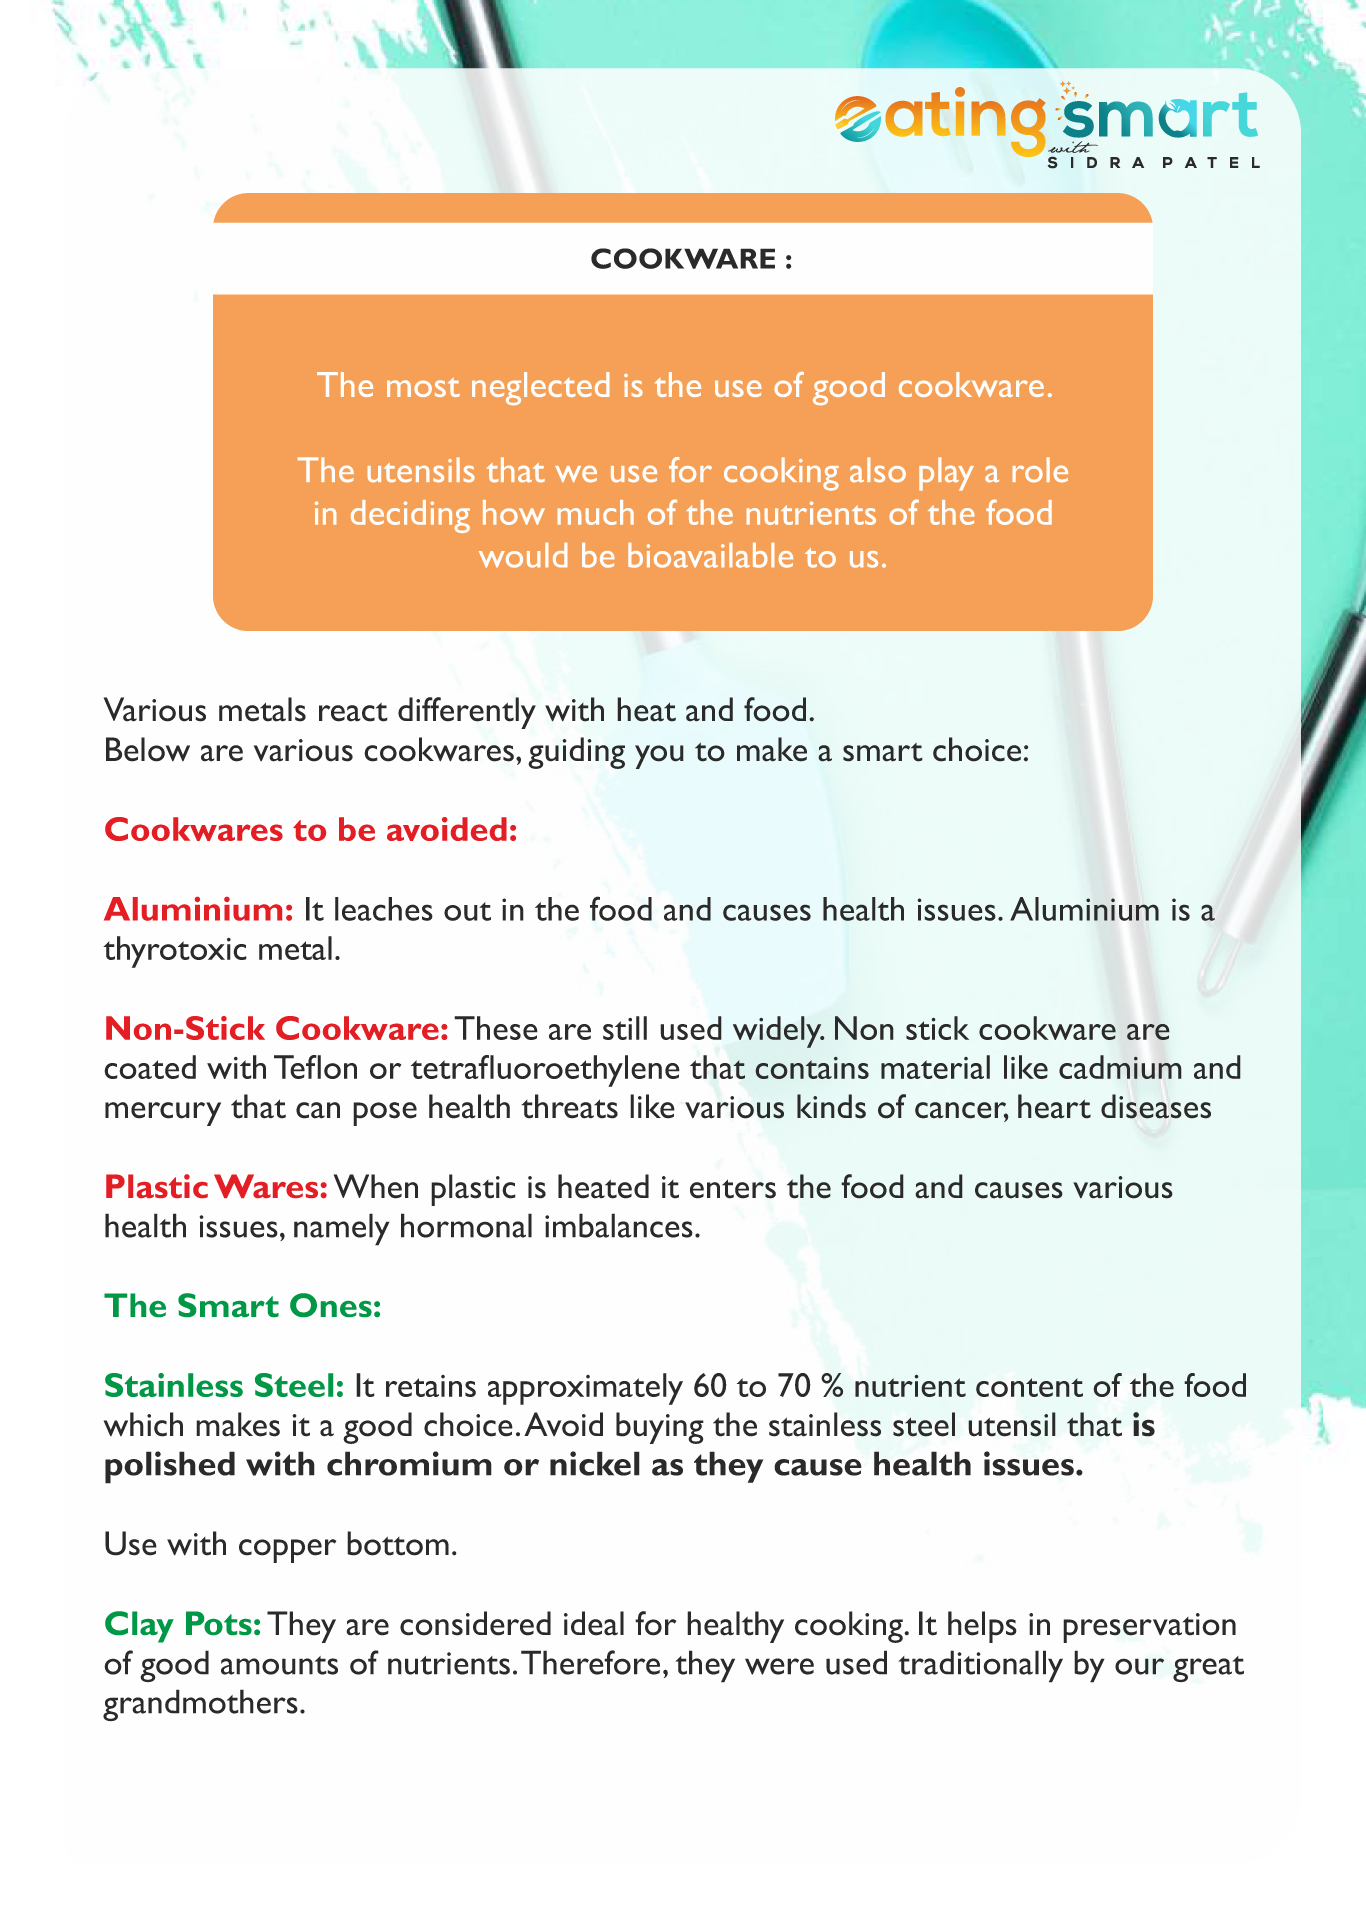 eating smart
with
SIDRA PATEL
COOKWARE :
The most neglected is the use of good cookware.
The utensils that we use for cooking also play a role
in deciding how much of the nutrients of the food
would be bioavailable to us.
Various metals react differently with heat and food.
Below are various cookwares, guiding you to make a smart choice:
Cookwares to be avoided:
Aluminium: It leaches out in the food and causes health issues. Aluminium is a
thyrotoxic metal.
Non-Stick Cookware: These are still used widely. Non stick cookware are
coated with Teflon or tetrafluoroethylene that contains material like cadmium and
mercury that can pose health threats like various kinds of cancer, heart diseases
Plastic Wares: When plastic is heated it enters the food and causes various
health issues, namely hormonal imbalances.
The Smart Ones:
Stainless Steel: It retains approximately 60 to 70 % nutrient content of the food
which makes it a good choice. Avoid buying the stainless steel utensil that is
polished with chromium or nickel as they cause health issues.
Use with copper bottom.
Clay Pots: They are considered ideal for healthy cooking. It helps in preservation
of good amounts of nutrients. Therefore, they were used traditionally by our great
grandmothers.